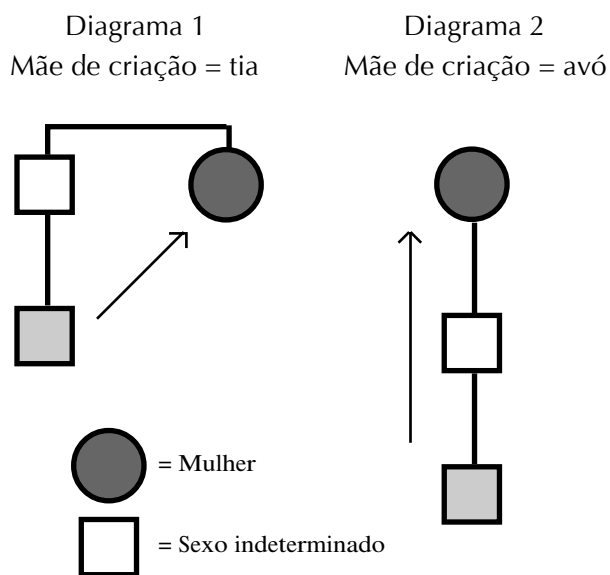 Diagrama 1
Mãe de criação = tia
Diagrama 2
Mãe de criação = avó
= Mulher
= Sexo indeterminado